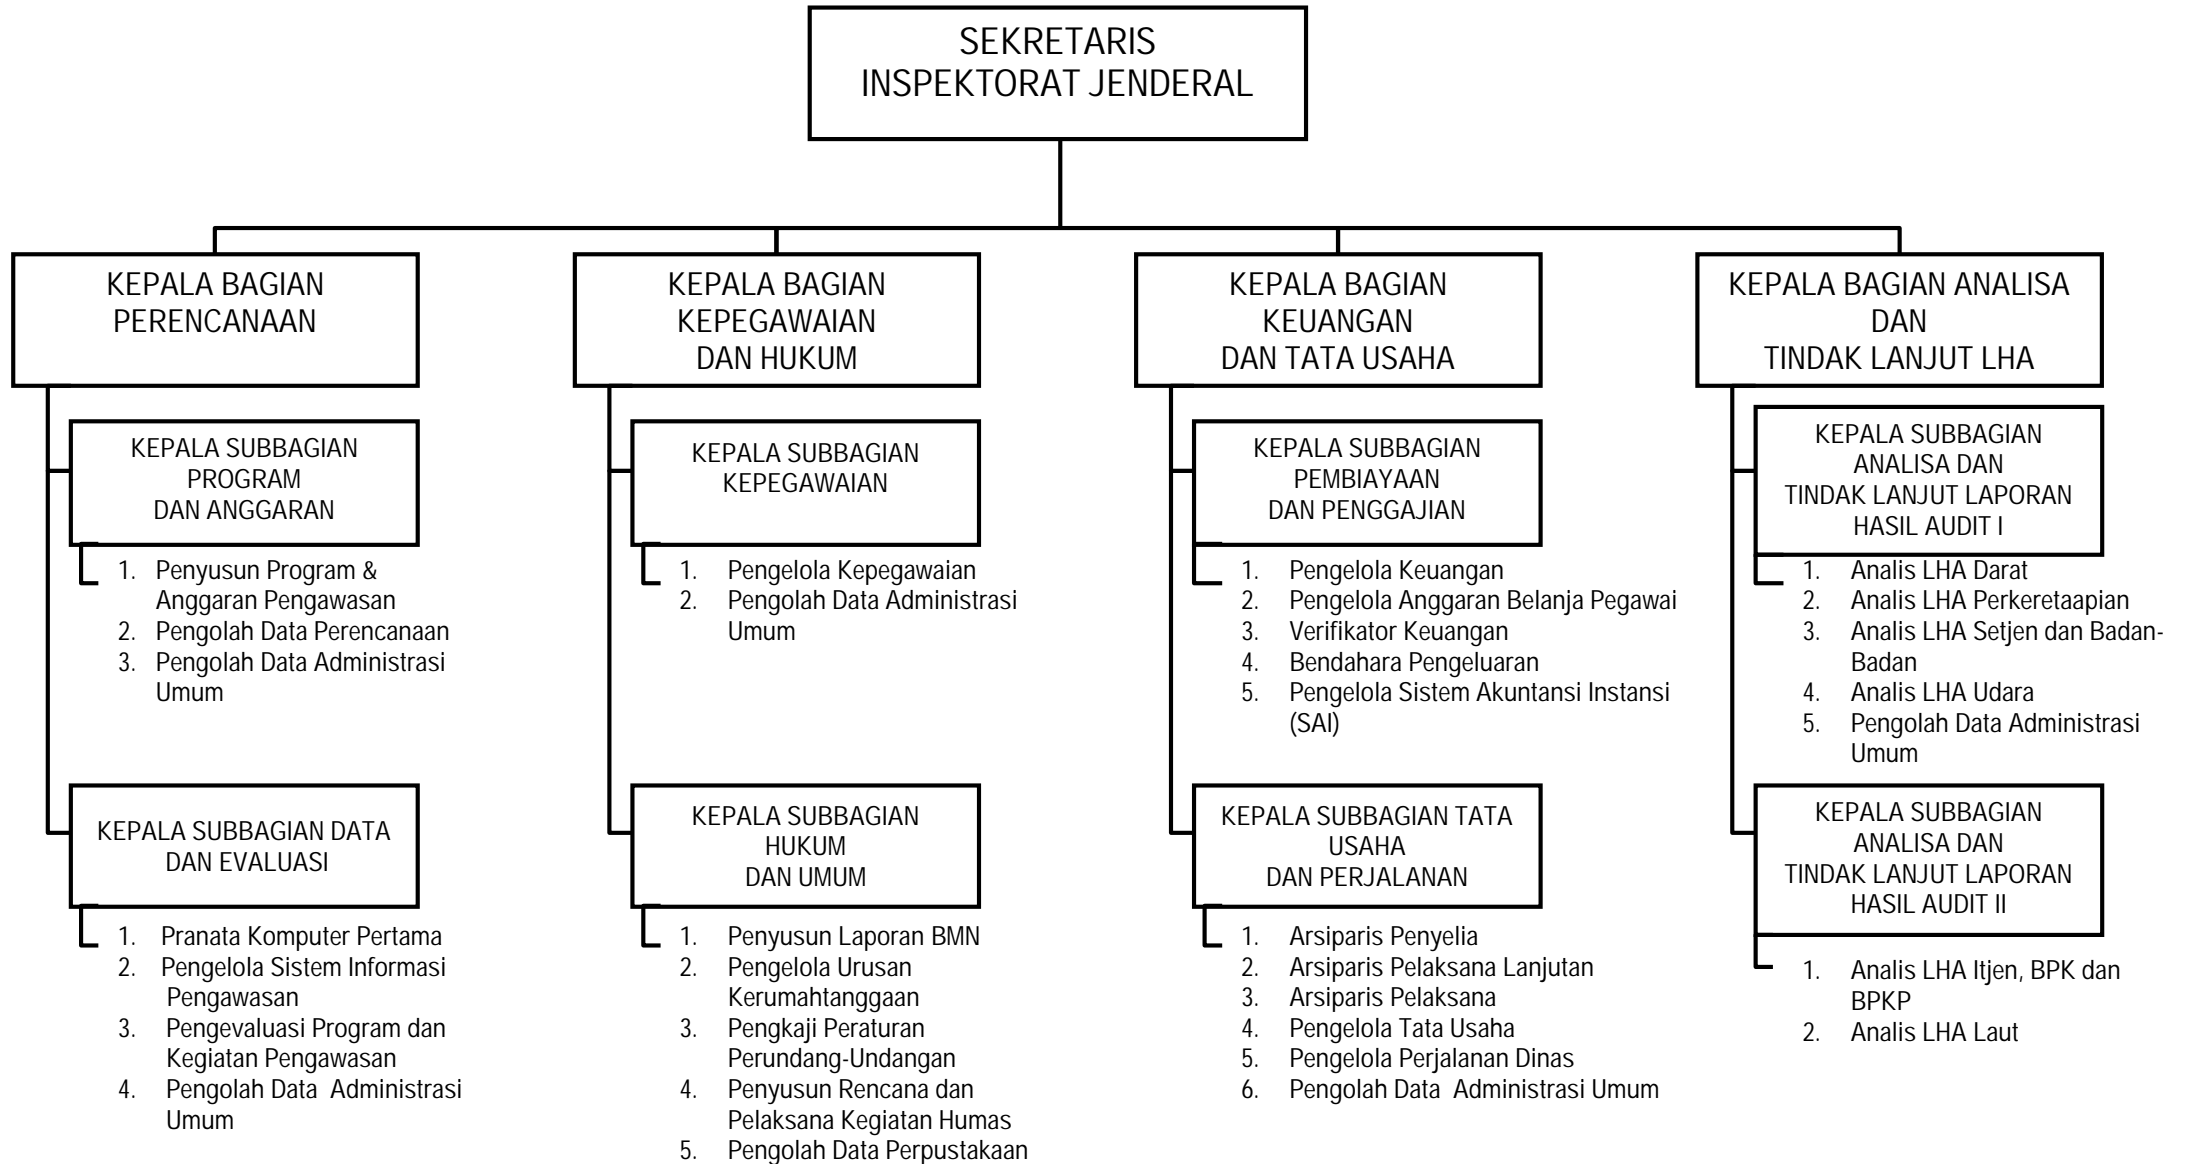 SEKRETARIS
INSPEKTORAT JENDERAL
KEPALA BAGIAN
PERENCANAAN
KEPALA BAGIAN
KEPEGAWAIAN
DAN HUKUM
KEPALA BAGIAN
KEUANGAN
DAN TATA USAHA
KEPALA BAGIAN ANALISA
DAN
TINDAK LANJUT LHA
KEPALA SUBBAGIAN
PROGRAM
DAN ANGGARAN
1. Penyusun Program &
Anggaran Pengawasan
2. Pengolah Data Perencanaan
3. Pengolah Data Administrasi
Umum
KEPALA SUBBAGIAN
KEPEGAWAIAN
1. Pengelola Kepegawaian
2. Pengolah Data Administrasi
Umum
KEPALA SUBBAGIAN
PEMBIAYAAN
DAN PENGGAJIAN
1. Pengelola Keuangan
2. Pengelola Anggaran Belanja Pegawai
3. Verifikator Keuangan
4. Bendahara Pengeluaran
5. Pengelola Sistem Akuntansi Instansi
(SAI)
KEPALA SUBBAGIAN
ANALISA DAN
TINDAK LANJUT LAPORAN
HASIL AUDIT I
1. Analis LHA Darat
2. Analis LHA Perkeretaapian
3. Analis LHA Setjen dan Badan-
Badan
4. Analis LHA Udara
5. Pengolah Data Administrasi
Umum
KEPALA SUBBAGIAN DATA
DAN EVALUASI
1. Pranata Komputer Pertama
2. Pengelola Sistem Informasi
Pengawasan
3. Pengevaluasi Program dan
Kegiatan Pengawasan
4. Pengolah Data Administrasi
Umum
KEPALA SUBBAGIAN
HUKUM
DAN UMUM
1. Penyusun Laporan BMN
2. Pengelola Urusan
Kerumahtanggaan
3. Pengkaji Peraturan
Perundang-Undangan
4. Penyusun Rencana dan
Pelaksana Kegiatan Humas
5. Pengolah Data Perpustakaan
KEPALA SUBBAGIAN TATA
USAHA
DAN PERJALANAN
1. Arsiparis Penyelia
2. Arsiparis Pelaksana Lanjutan
3. Arsiparis Pelaksana
4. Pengelola Tata Usaha
5. Pengelola Perjalanan Dinas
6. Pengolah Data Administrasi Umum
KEPALA SUBBAGIAN
ANALISA DAN
TINDAK LANJUT LAPORAN
HASIL AUDIT II
1. Analis LHA Itjen, BPK dan
BPKP
2. Analis LHA Laut